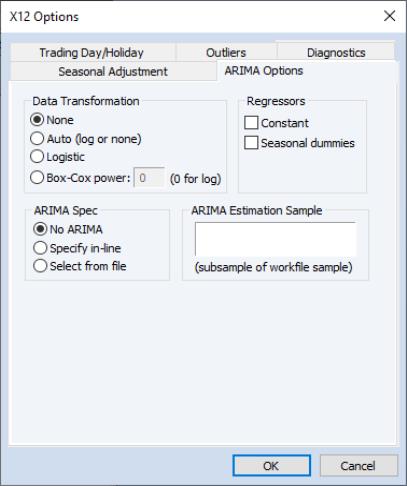 X12 Options
Trading Day/Holiday Outliers Diagnostics
Seasonal Adjustment ARIMA Options
Data Transformation
None
Auto (log or none)
Logistic
Box-Cox power: 0 (0 for log)
Regressors
Constant
Seasonal dummies
ARIMA Spec
No ARIMA
Specify in-line
Select from file
ARIMA Estimation Sample
(subsample of workfile sample)
OK Cancel